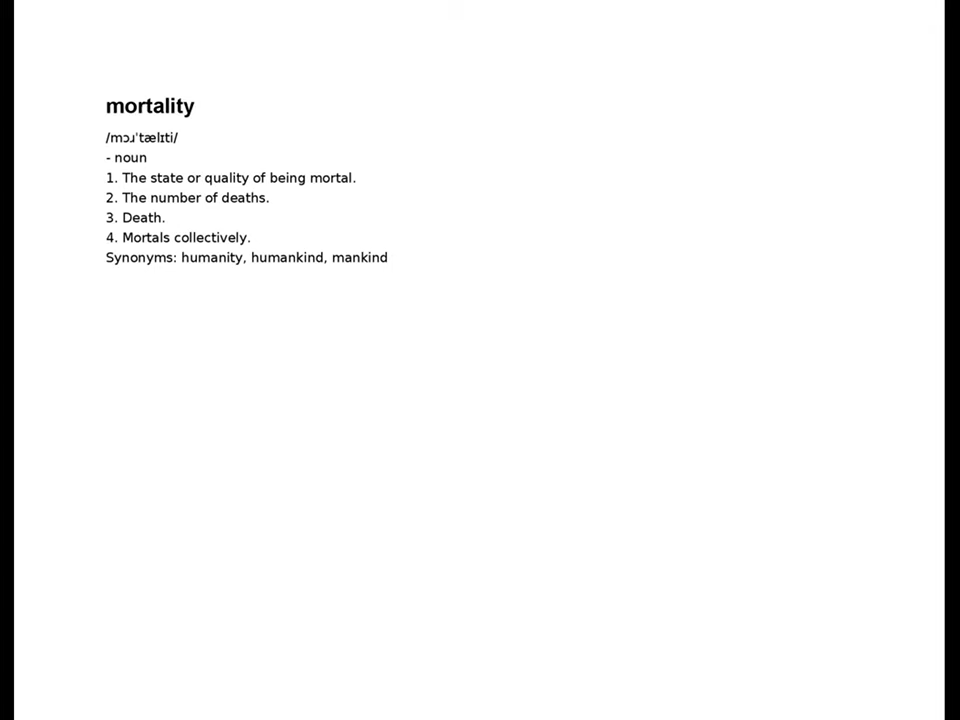 mortality
/mɔɹˈtælɪti/
- noun
1. The state or quality of being mortal.
2. The number of deaths.
3. Death.
4. Mortals collectively.
Synonyms: humanity, humankind, mankind